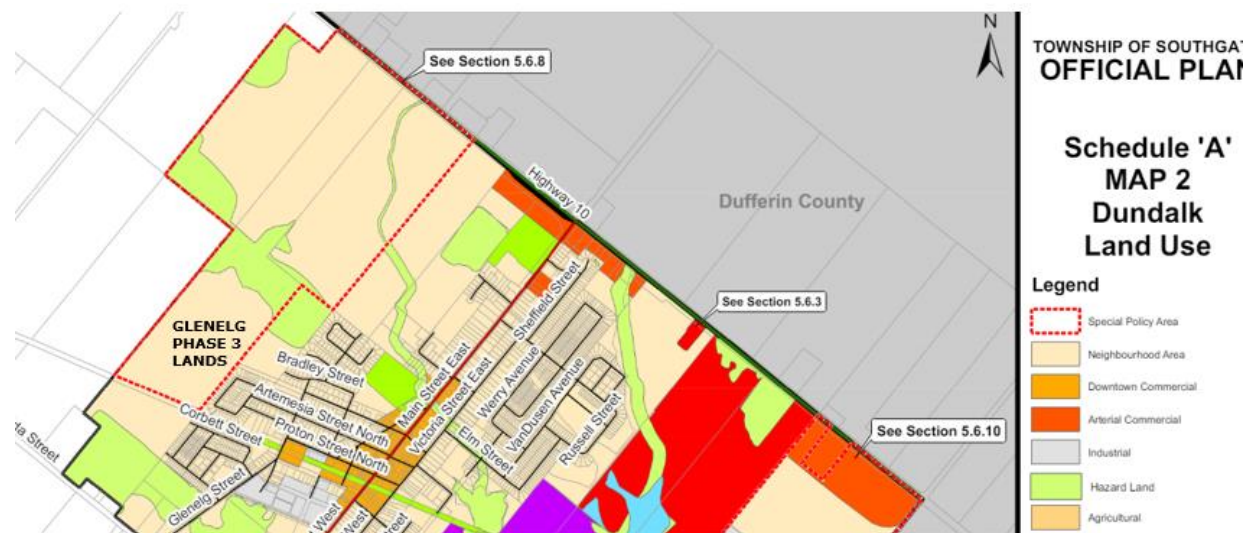 See Section 5.6.8
N
Highway 10
Dufferin County
See Section 5.6.3
See Section 5.6.10
GLENELG
PHASE 3
LANDS
Bradley Street
Artemesia Street North
Proton Street North
Corbett Street
Glenelg Street
da Street
Main Street East
Victoria Street East
Sheffield Street
Werry Avenue
VanDusen Avenue
Russell Street
Elm Street
West
West
Street
TOWNSHIP OF SOUTHGAT
OFFICIAL PLAN
Schedule 'A'
MAP 2
Dundalk
Land Use
Legend
Special Policy Area
Neighbourhood Area
Downtown Commercial
Arterial Commercial
Industrial
Hazard Land
Agricultural